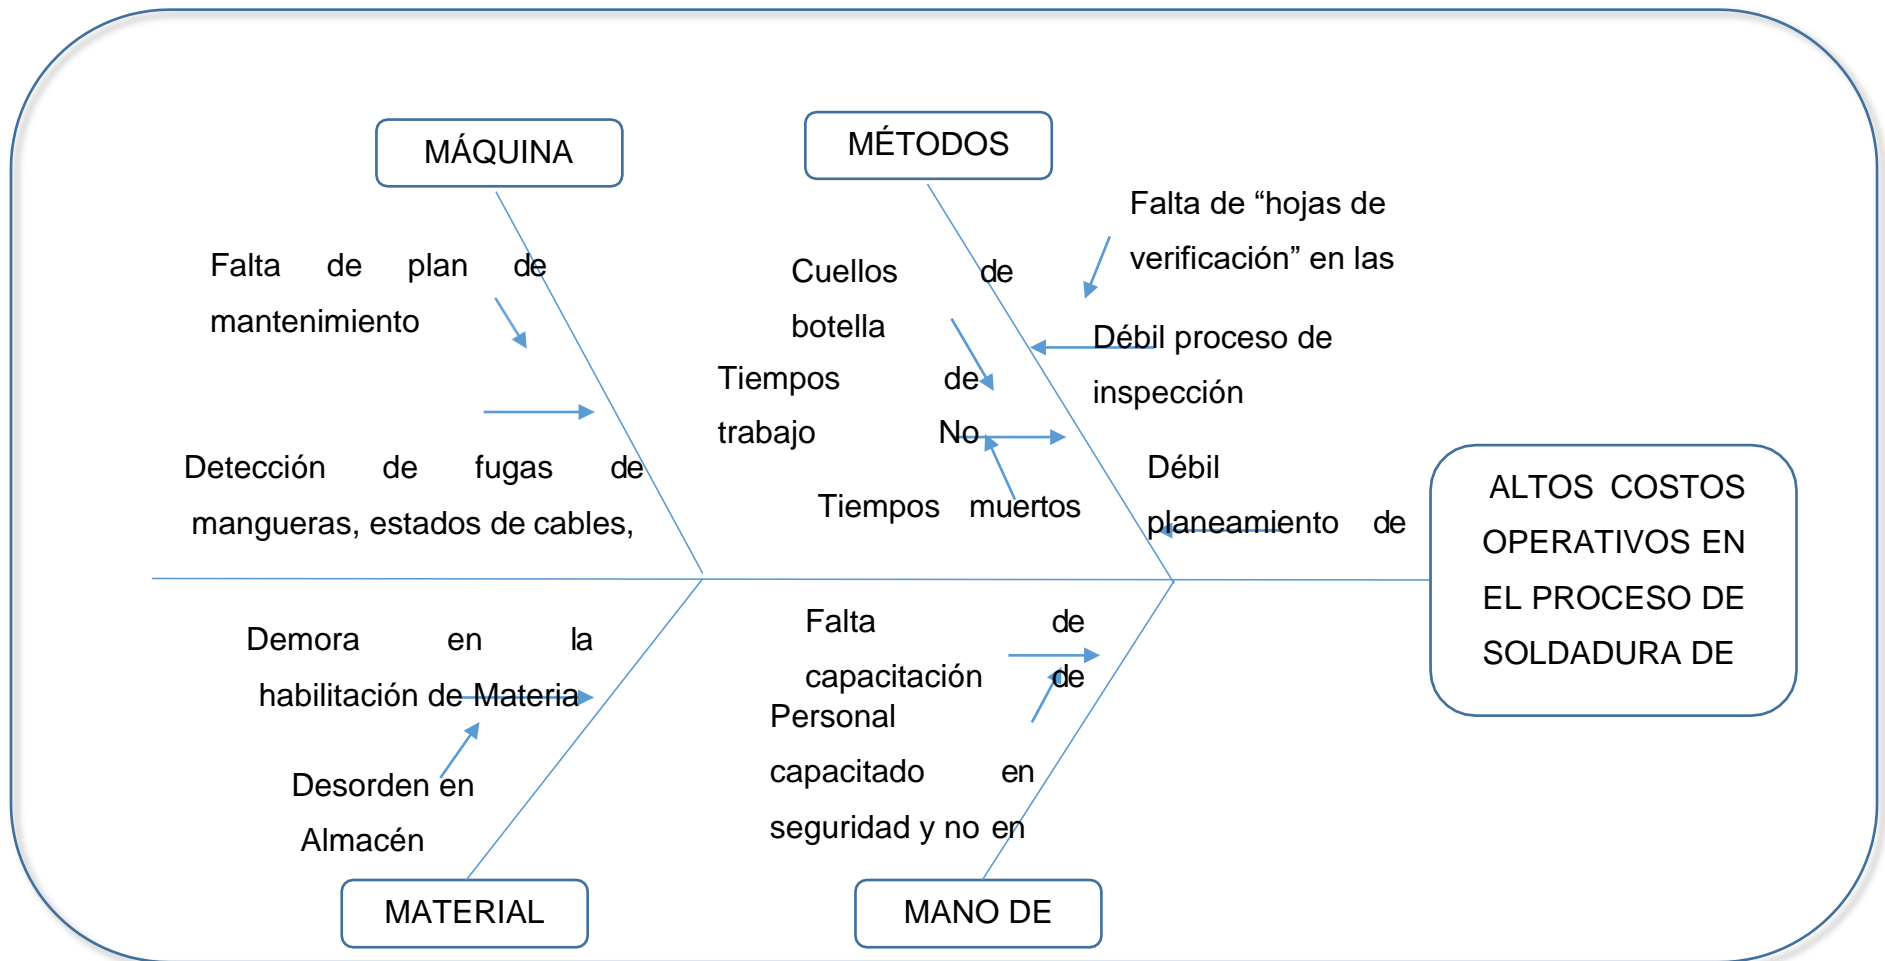 MÁQUINA
MÉTODOS
Falta de “hojas de
verificación” en las
Falta de plan de
mantenimiento
Cuellos de
botella
Débil proceso de
inspección
Tiempos de
trabajo No
Detección de fugas de
mangueras, estados de cables,
Tiempos muertos
Débil
planeamiento de
ALTOS COSTOS
OPERATIVOS EN
EL PROCESO DE
SOLDADURA DE
Demora en la
habilitación de Materia
Desorden en
Almacén
Falta de
capacitación de
Personal
capacitado en
seguridad y no en
MATERIAL
MANO DE